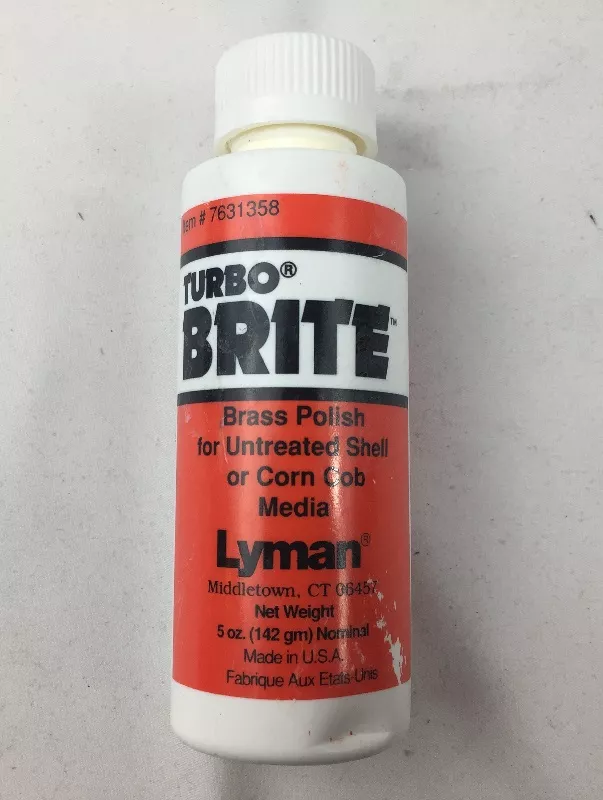 Item # 7631358
TURBO®
BRITE™
Brass Polish
for Untreated Shell
or Corn Cob
Media
Lyman®
Middletown, CT 06457
Net Weight
5 oz. (142 gm) Nominal
Made in U.S.A.
Fabrique Aux Etats-Unis